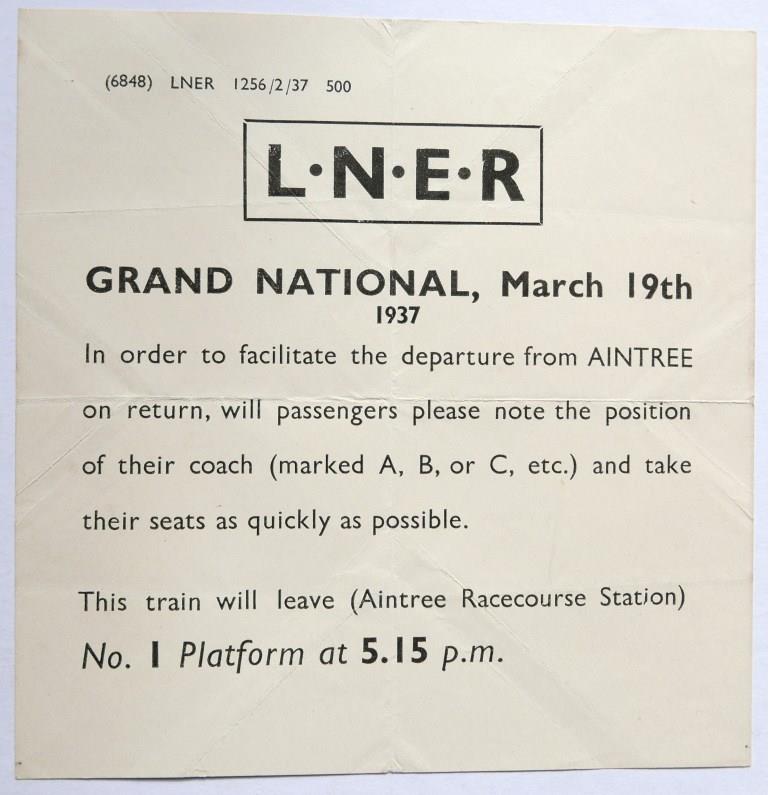 (6848) LNER 1256/2/37 500
L·N·E·R
GRAND NATIONAL, March 19th
1937
In order to facilitate the departure from AINTREE
on return, will passengers please note the position
of their coach (marked A, B, or C, etc.) and take
their seats as quickly as possible.
This train will leave (Aintree Racecourse Station)
No. 1 Platform at 5.15 p.m.